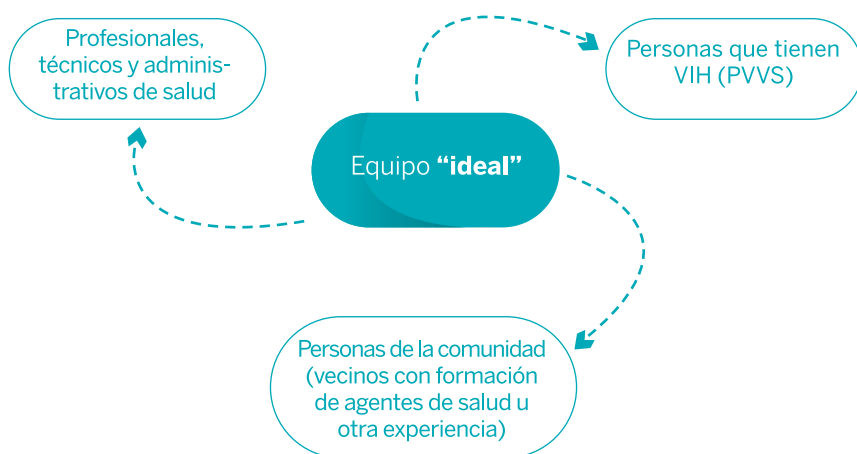 Profesionales,
técnicos y adminis-
trativos de salud
Personas que tienen
VIH (PVVS)
Equipo “ideal”
Personas de la comunidad
(vecinos con formación
de agentes de salud u
otra experiencia)